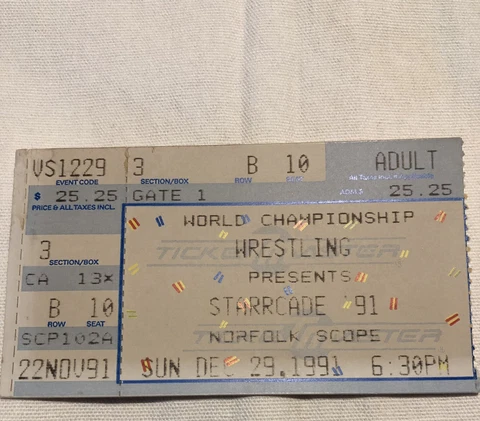 VS1229 3 B 10 ADULT
EVENT CODE SECTION/BOX ROW
$ 25.25 GATE 1 25.25
PRICE & ALL TAXES INCL.
WORLD CHAMPIONSHIP
3 WRESTLING
SECTION/BOX
CA 13* PRESENTS
B 10 STARRCADE '91
ROW SEAT
SCP102A NORFOLK SCOPE
22NOV91 SUN DEC 29,1991 6:30PM